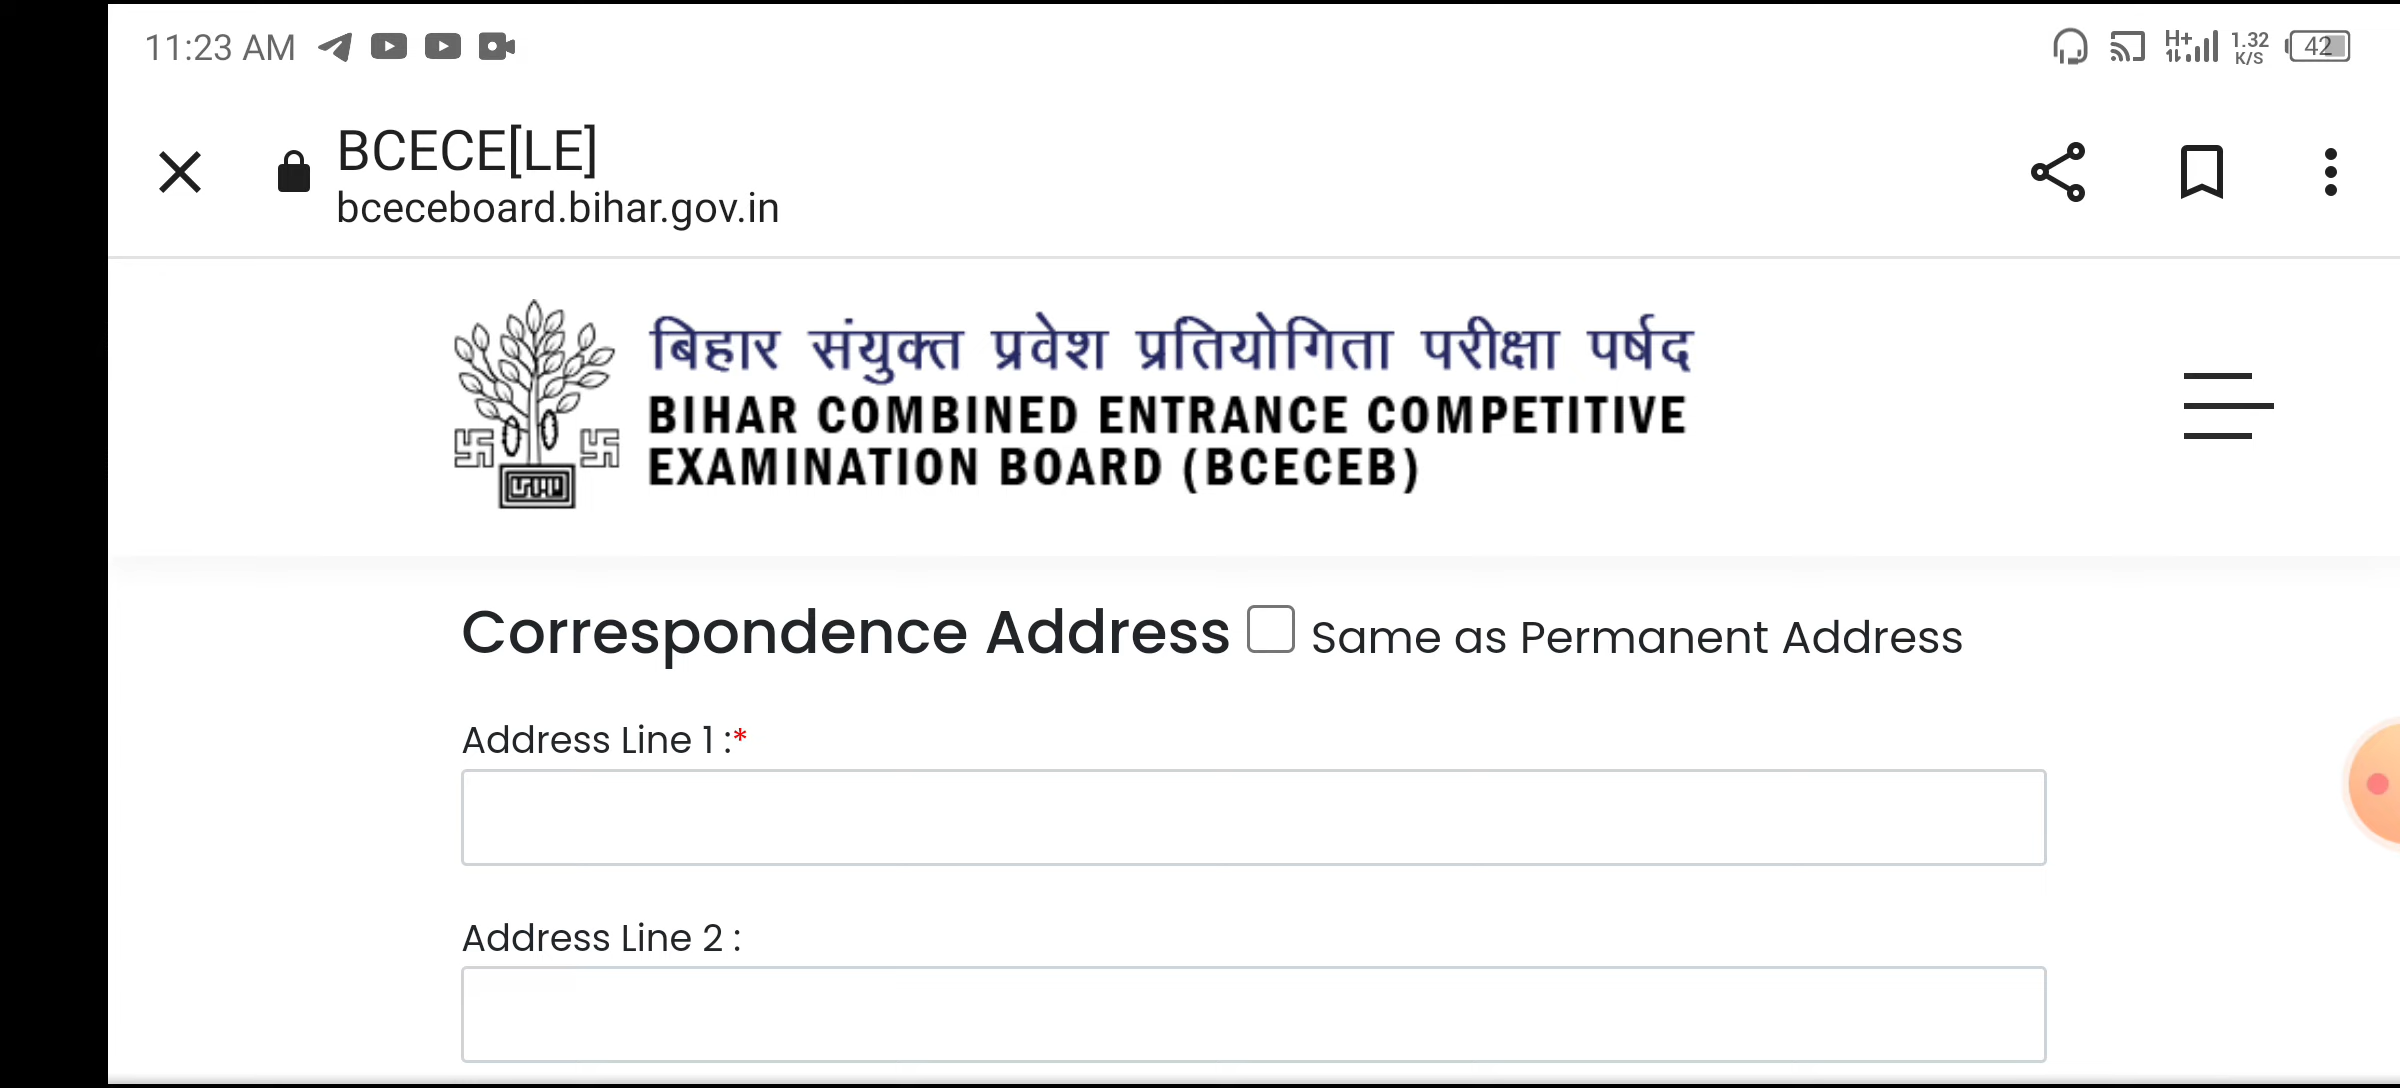 11:23 AM
H+
1.32
K/S
42
BCECE[LE]
bceceboard.bihar.gov.in
बिहार संयुक्त प्रवेश प्रतियोगिता परीक्षा पर्षद
BIHAR COMBINED ENTRANCE COMPETITIVE
EXAMINATION BOARD (BCECEB)
Correspondence Address Same as Permanent Address
Address Line 1 :*
Address Line 2 :